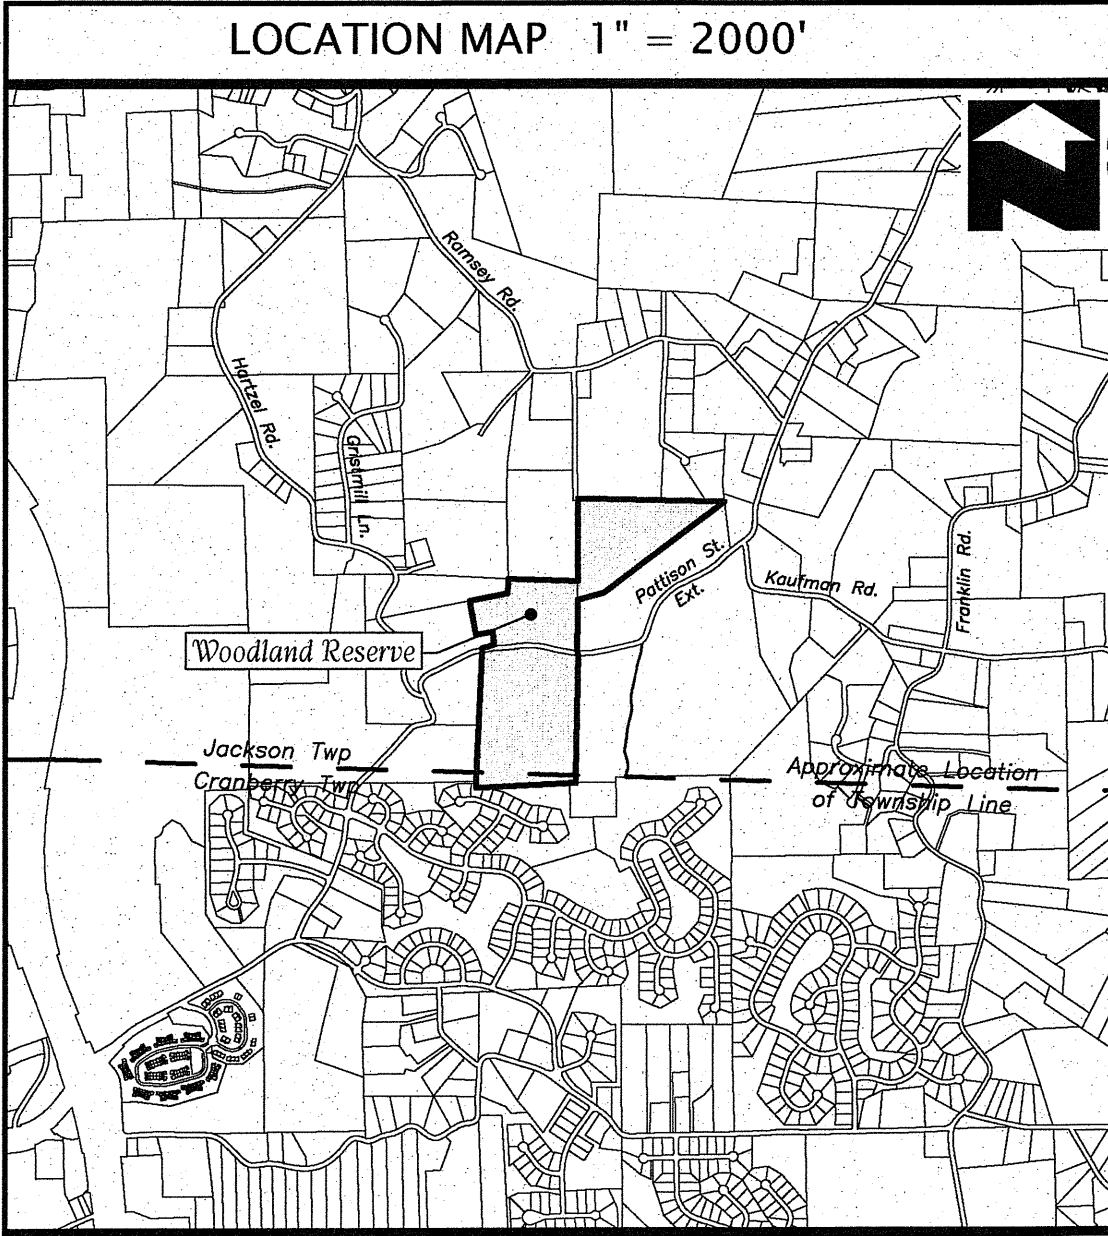 LOCATION MAP 1" = 2000'
N
Ramsey Rd.
Hartzel Rd.
Gristmill Ln.
Pattison St.
Ext.
Kaufman Rd.
Franklin Rd.
Woodland Reserve
Jackson Twp
Cranberry Twp
Approximate Location
of Township Line